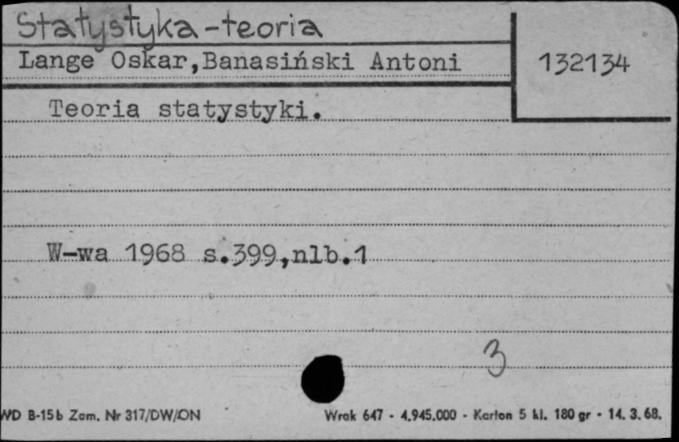 Statystyka-teoria
Lange Oskar,Banasiński Antoni
132134
Teoria statystyki.
W-wa 1968 s.399,nlb.1
3
WD B-15b Zam. Nr 317/DW/ON
Wrak 647 - 4.945.000 - Karton 5 kl. 180 gr - 14. 3. 68.